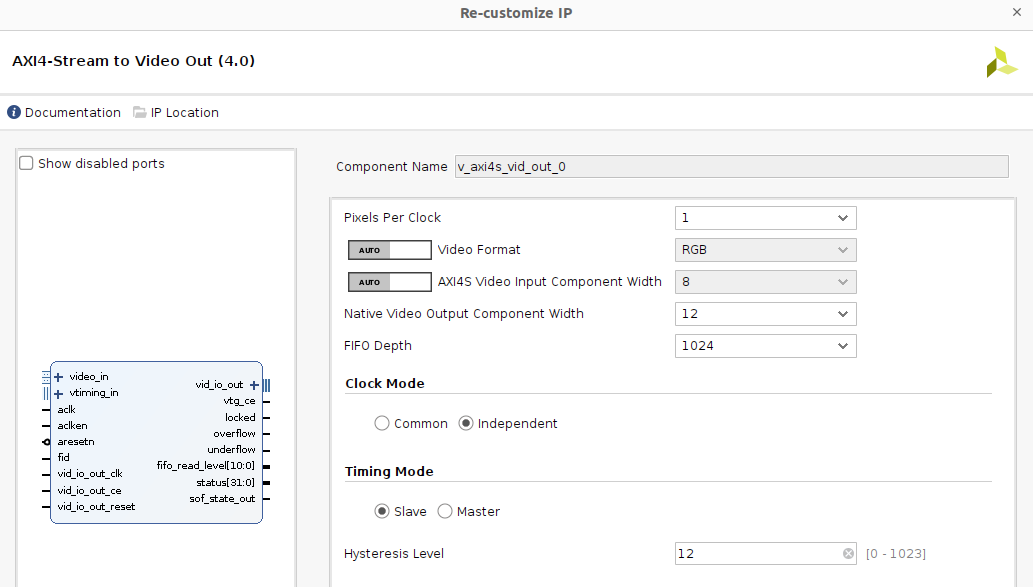 Re-customize IP
AXI4-Stream to Video Out (4.0)
Documentation IP Location
Show disabled ports
video_in
vtiming_in
aclk
aclken
aresetn
fid
vid_io_out_clk
vid_io_out_ce
vid_io_out_reset
vid_io_out
vtg_ce
locked
overflow
underflow
fifo_read_level[10:0]
status[31:0]
sof_state_out
Component Name v_axi4s_vid_out_0
Pixels Per Clock 1
AUTO Video Format RGB
AUTO AXI4S Video Input Component Width 8
Native Video Output Component Width 12
FIFO Depth 1024
Clock Mode
Common Independent
Timing Mode
Slave Master
Hysteresis Level 12 [0 - 1023]